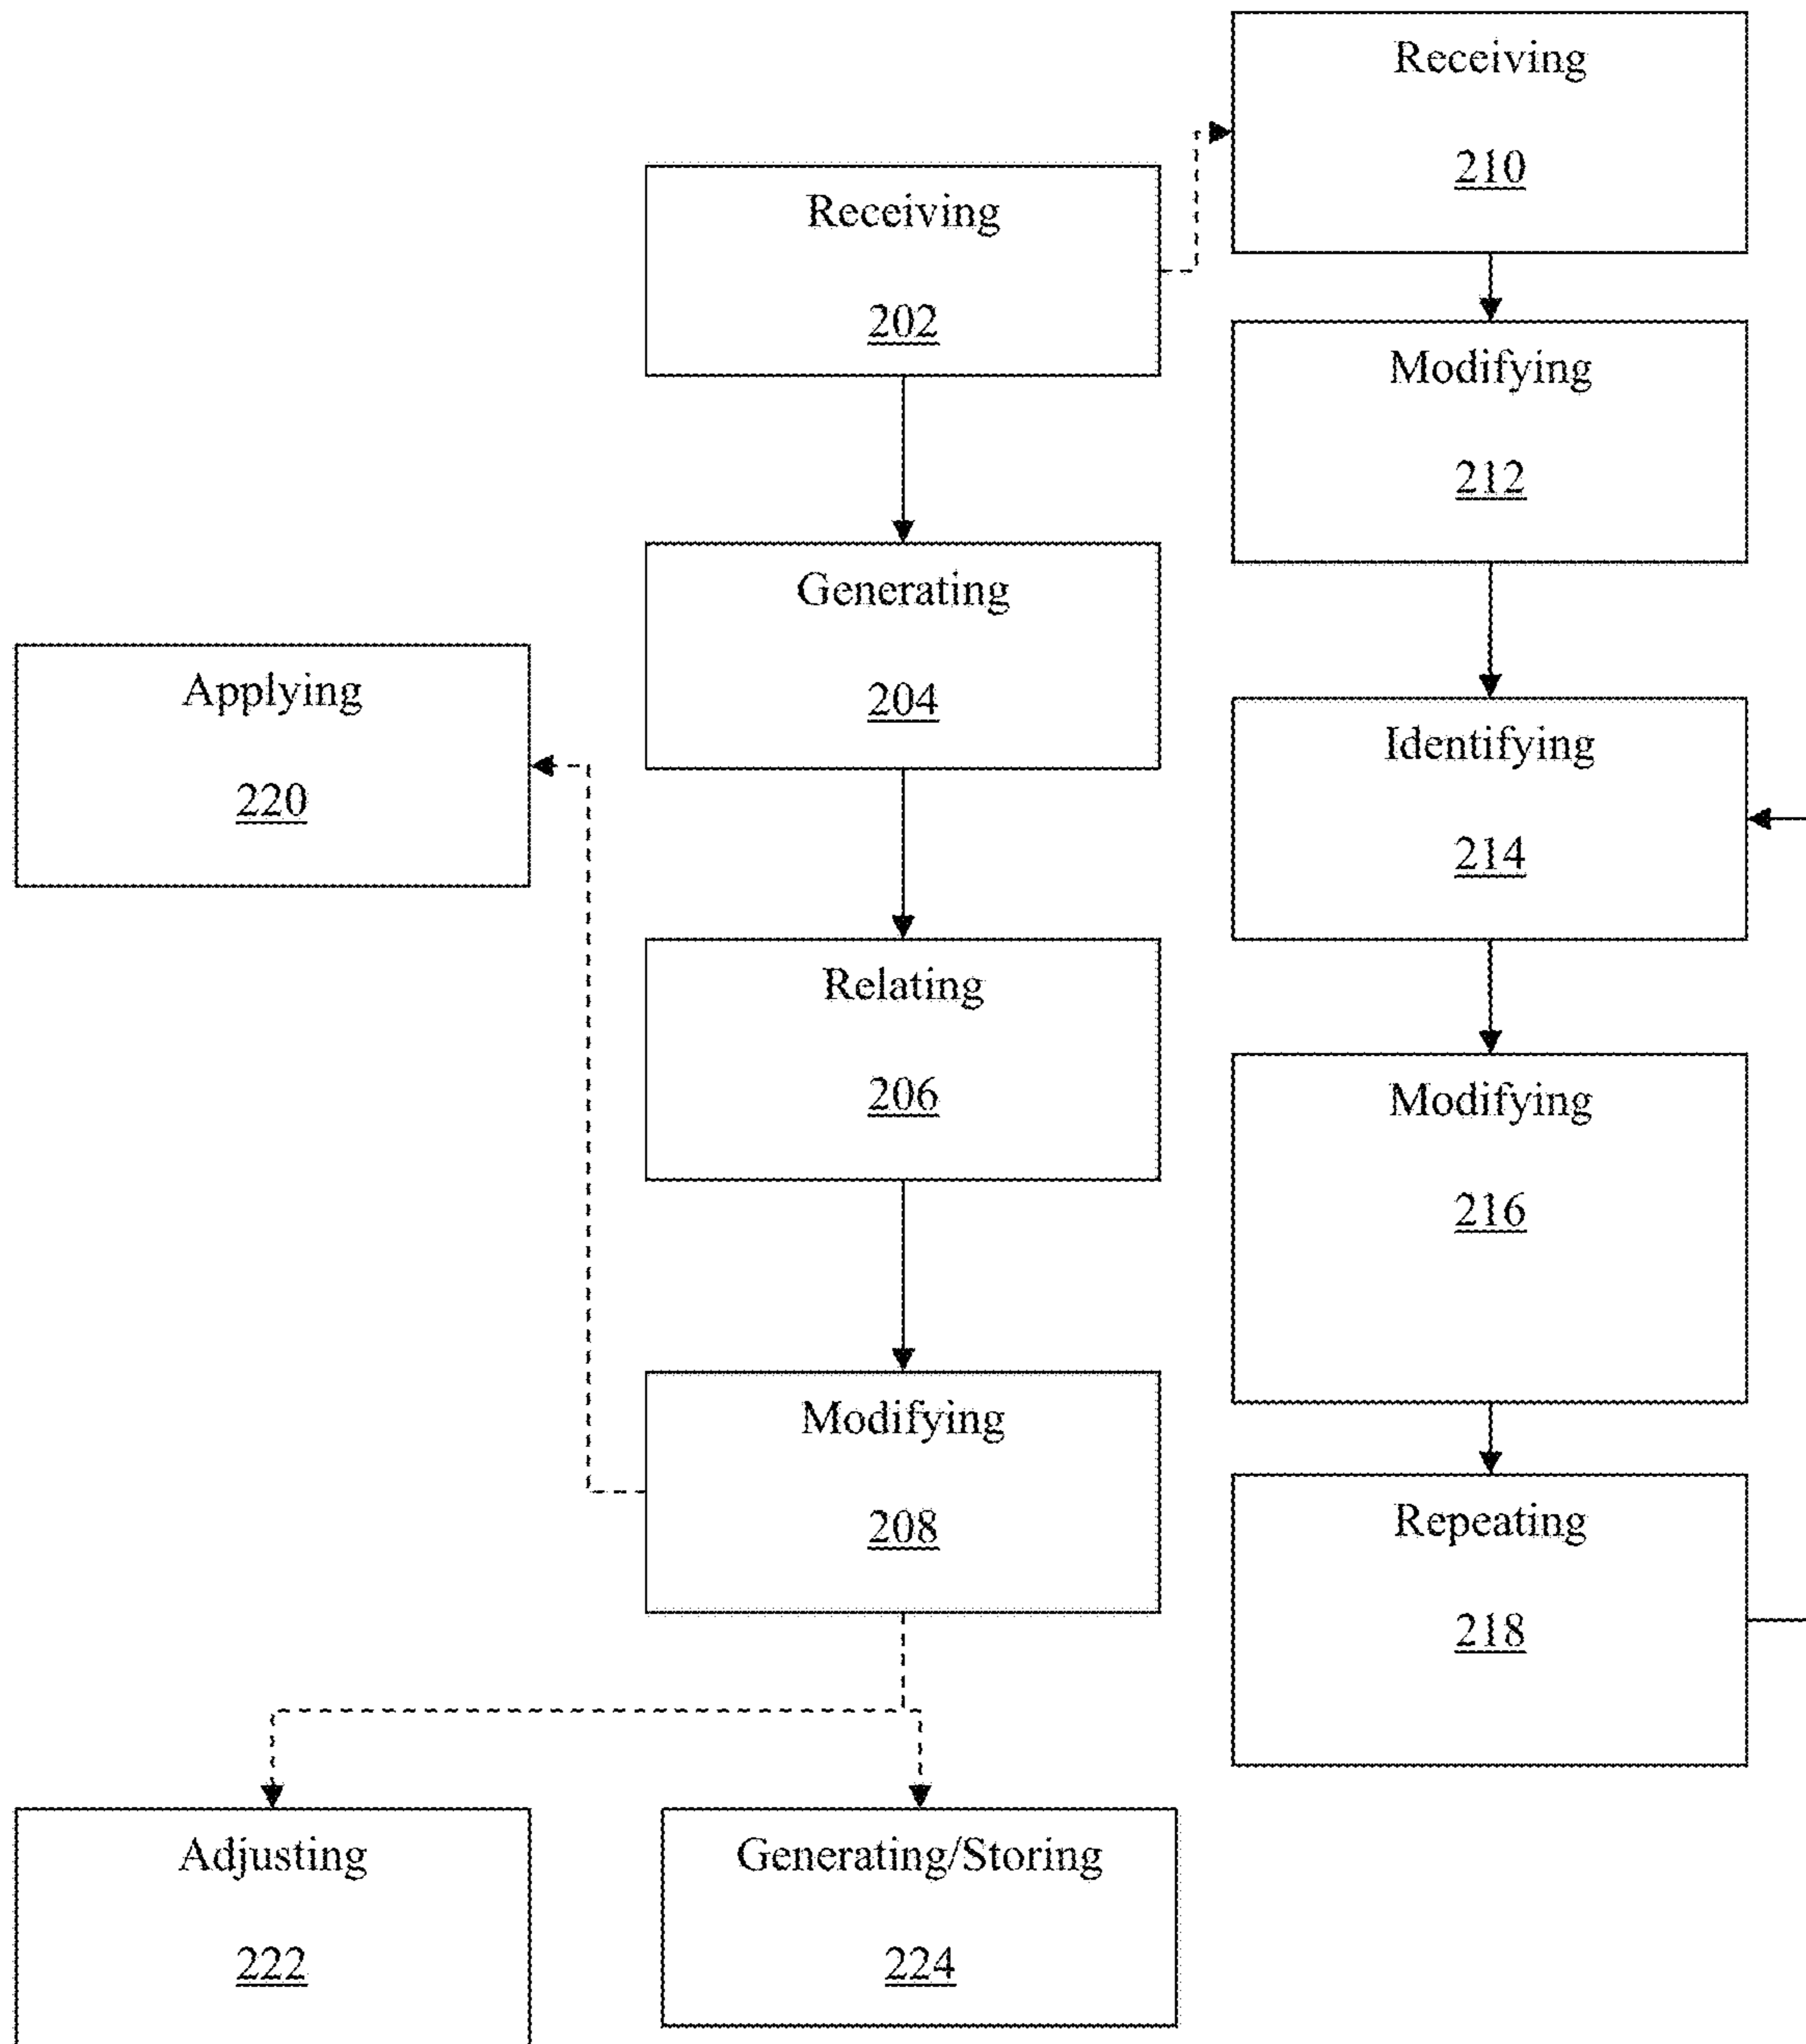 Receiving
210
Receiving
202
Modifying
212
Generating
204
Applying
220
Identifying
214
Relating
206
Modifying
216
Modifying
208
Repeating
218
Adjusting
222
Generating/Storing
224